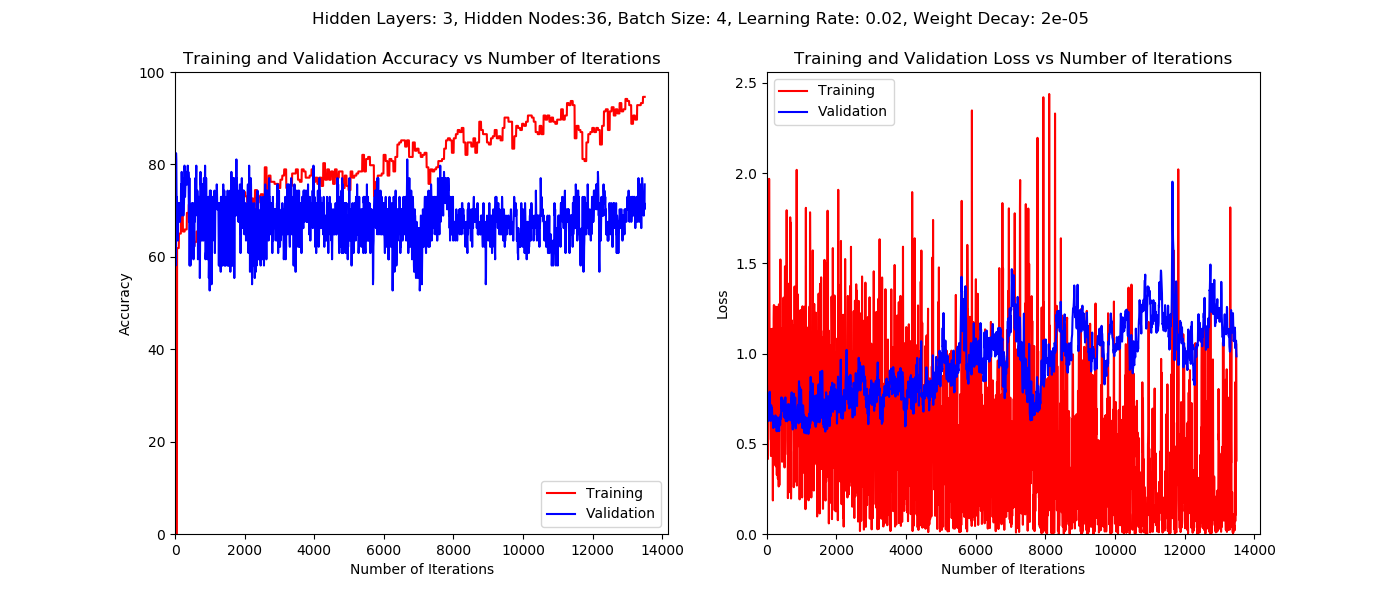 Hidden Layers: 3, Hidden Nodes:36, Batch Size: 4, Learning Rate: 0.02, Weight Decay: 2e-05
Training and Validation Accuracy vs Number of Iterations
100
80
60
40
20
0
Accuracy
0 2000 4000 6000 8000 10000 12000 14000
Number of Iterations
Training
Validation
Training and Validation Loss vs Number of Iterations
2.5
2.0
1.5
1.0
0.5
0.0
Loss
0 2000 4000 6000 8000 10000 12000 14000
Number of Iterations
Training
Validation